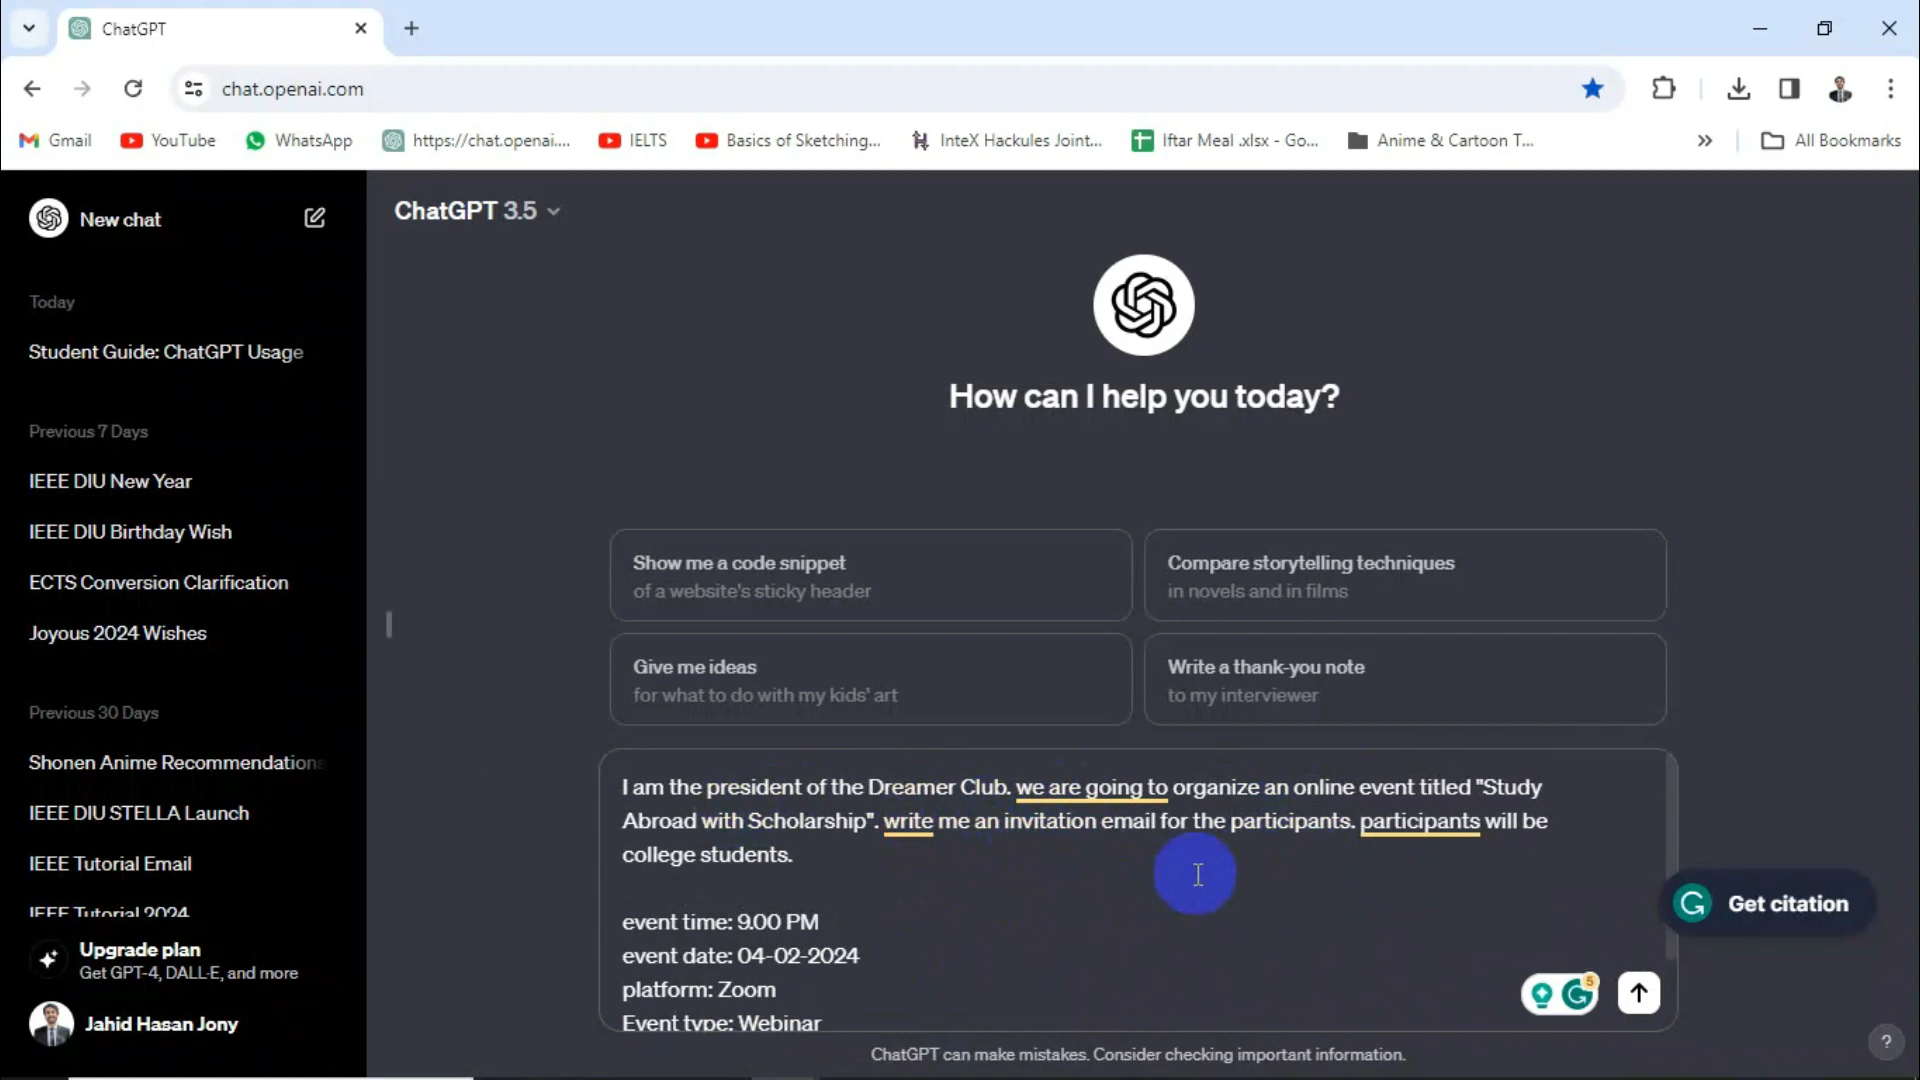 ChatGPT
chat.openai.com
Gmail
YouTube
WhatsApp
https://chat.openai....
IELTS
Basics of Sketching...
InteX Hackules Joint...
Iftar Meal .xlsx - Go...
Anime & Cartoon T...
All Bookmarks
New chat
Today
Student Guide: ChatGPT Usage
Previous 7 Days
IEEE DIU New Year
IEEE DIU Birthday Wish
ECTS Conversion Clarification
Joyous 2024 Wishes
Previous 30 Days
Shonen Anime Recommendations
IEEE DIU STELLA Launch
IEEE Tutorial Email
IEEE Tutorial 2024
Upgrade plan
Get GPT-4, DALL·E, and more
Jahid Hasan Jony
ChatGPT 3.5
How can I help you today?
Show me a code snippet
of a website's sticky header
Compare storytelling techniques
in novels and in films
Give me ideas
for what to do with my kids' art
Write a thank-you note
to my interviewer
I am the president of the Dreamer Club. we are going to organize an online event titled "Study
Abroad with Scholarship". write me an invitation email for the participants. participants will be
college students.
event time: 9.00 PM
event date: 04-02-2024
platform: Zoom
Event type: Webinar
5
Get citation
ChatGPT can make mistakes. Consider checking important information.
?